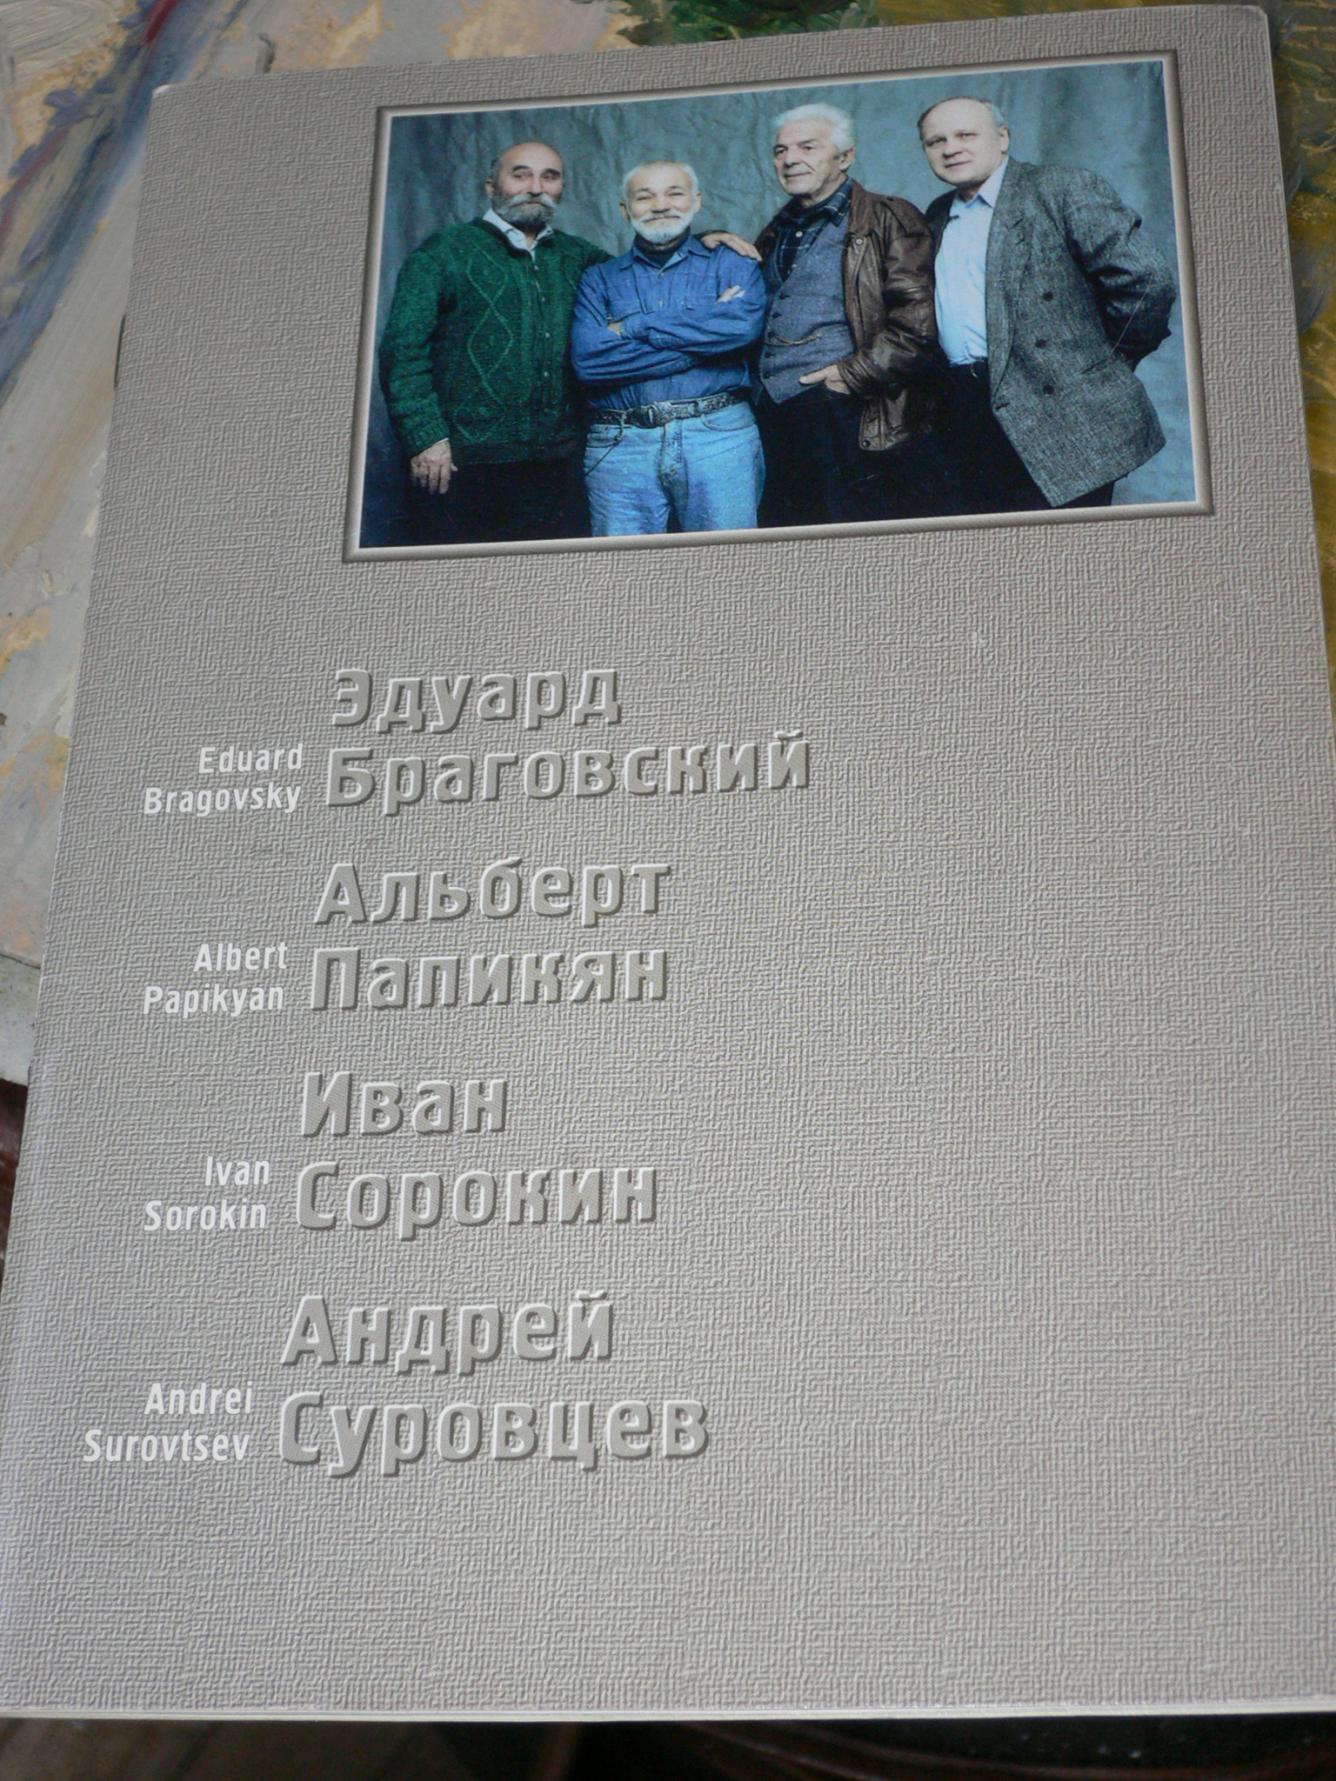 Эдуард
Eduard
Bragovsky
Браговский
Альберт
Albert
Papikyan
Папикян
Иван
Ivan
Sorokin
Сорокин
Андрей
Andrei
Surovtsev
Суровцев